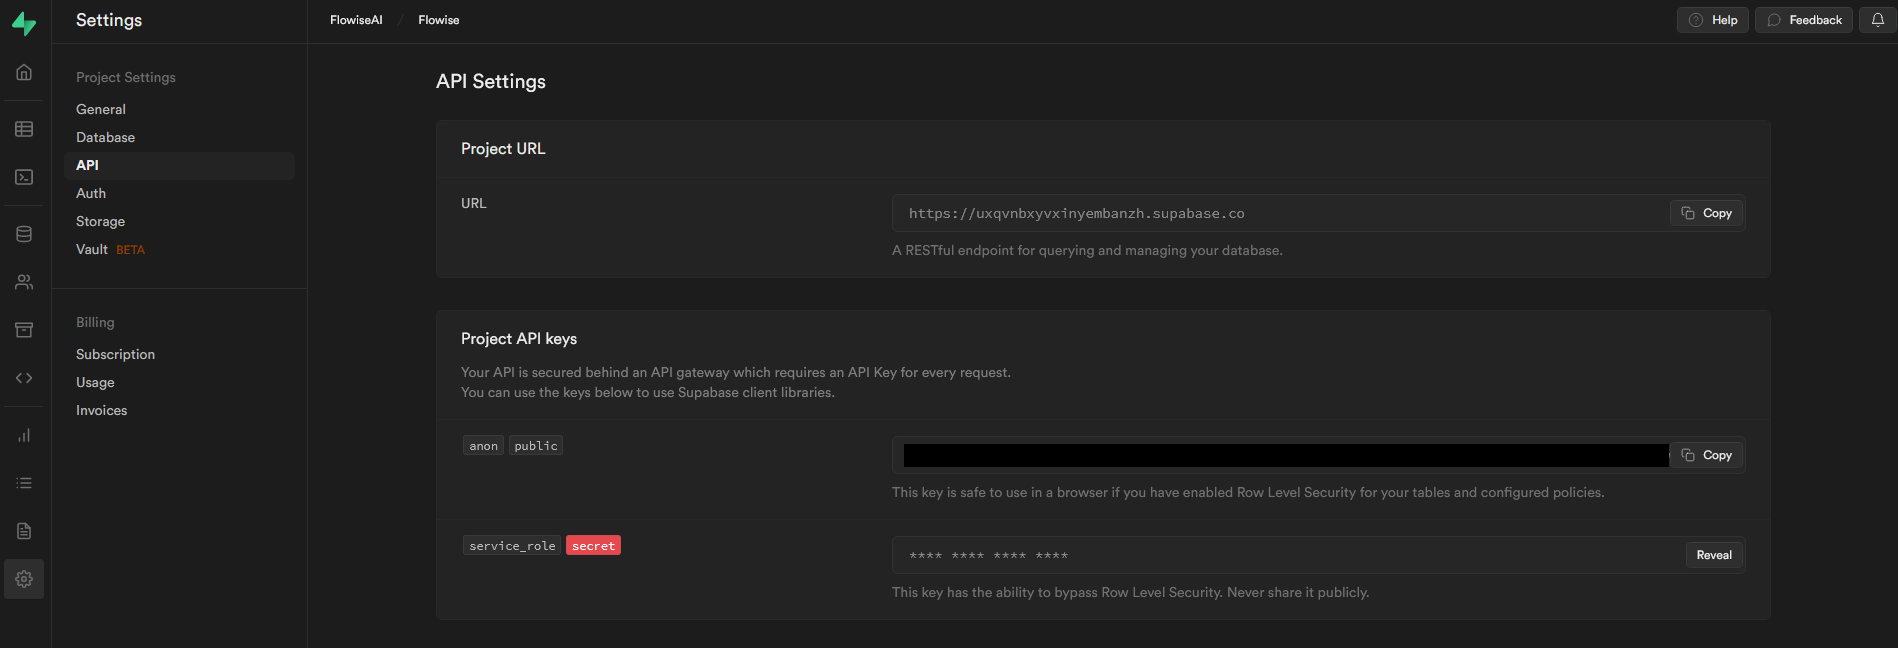 Settings
FlowiseAI / Flowise
Help
Feedback
Project Settings
General
Database
API
Auth
Storage
Vault BETA
Billing
Subscription
Usage
Invoices
API Settings
Project URL
URL
https://uxqvnbxyvxinyembanzh.supabase.co
Copy
A RESTful endpoint for querying and managing your database.
Project API keys
Your API is secured behind an API gateway which requires an API Key for every request.
You can use the keys below to use Supabase client libraries.
anon public
Copy
This key is safe to use in a browser if you have enabled Row Level Security for your tables and configured policies.
service_role secret
**** **** **** ****
Reveal
This key has the ability to bypass Row Level Security. Never share it publicly.